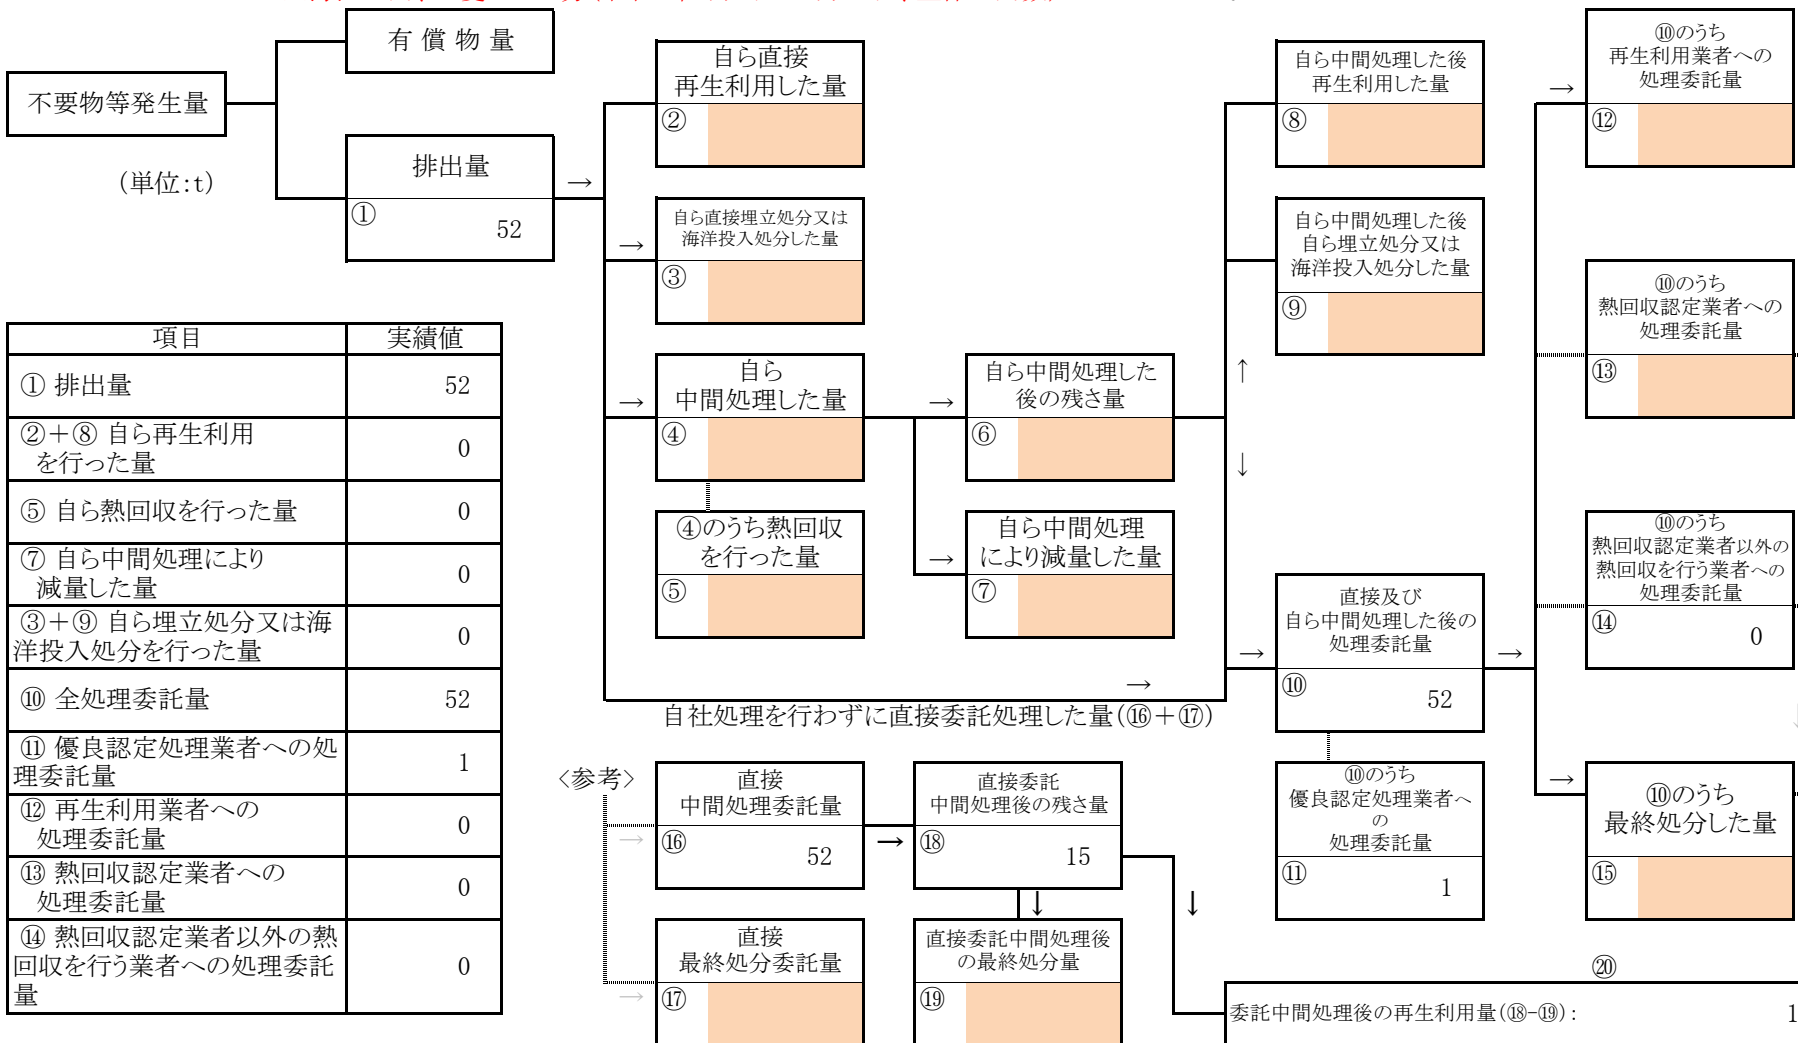 不要物等発生量
(単位:t)
有 償 物 量
排出量
①
52
自ら直接
再生利用した量
②
自ら直接埋立処分又は
海洋投入処分した量
③
自ら
中間処理した量
④
④のうち熱回収
を行った量
⑤
自ら中間処理した
後の残さ量
⑥
自ら中間処理
により減量した量
⑦
自ら中間処理した後
再生利用した量
⑧
自ら中間処理した後
自ら埋立処分又は
海洋投入処分した量
⑨
直接及び
自ら中間処理した後の
処理委託量
⑩
52
⑩のうち
優良認定処理業者へ
の
処理委託量
⑪
1
⑩のうち
再生利用業者への
処理委託量
⑫
⑩のうち
熱回収認定業者への
処理委託量
⑬
⑩のうち
熱回収認定業者以外の
熱回収を行う業者への
処理委託量
⑭
0
⑩のうち
最終処分した量
⑮
自社処理を行わずに直接委託処理した量(⑯+⑰)
〈参考〉
直接
中間処理委託量
⑯
52
直接
最終処分委託量
⑰
直接委託
中間処理後の残さ量
⑱
15
直接委託中間処理後
の最終処分量
⑲
⑳
委託中間処理後の再生利用量(⑱-⑲):
1
項目 実績値
① 排出量 52
②+⑧ 自ら再生利用
を行った量 0
⑤ 自ら熱回収を行った量 0
⑦ 自ら中間処理により
減量した量 0
③+⑨ 自ら埋立処分又は海
洋投入処分を行った量 0
⑩ 全処理委託量 52
⑪ 優良認定処理業者への処
理委託量 1
⑫ 再生利用業者への
処理委託量 0
⑬ 熱回収認定業者への
処理委託量 0
⑭ 熱回収認定業者以外の熱
回収を行う業者への処理委託
量 0